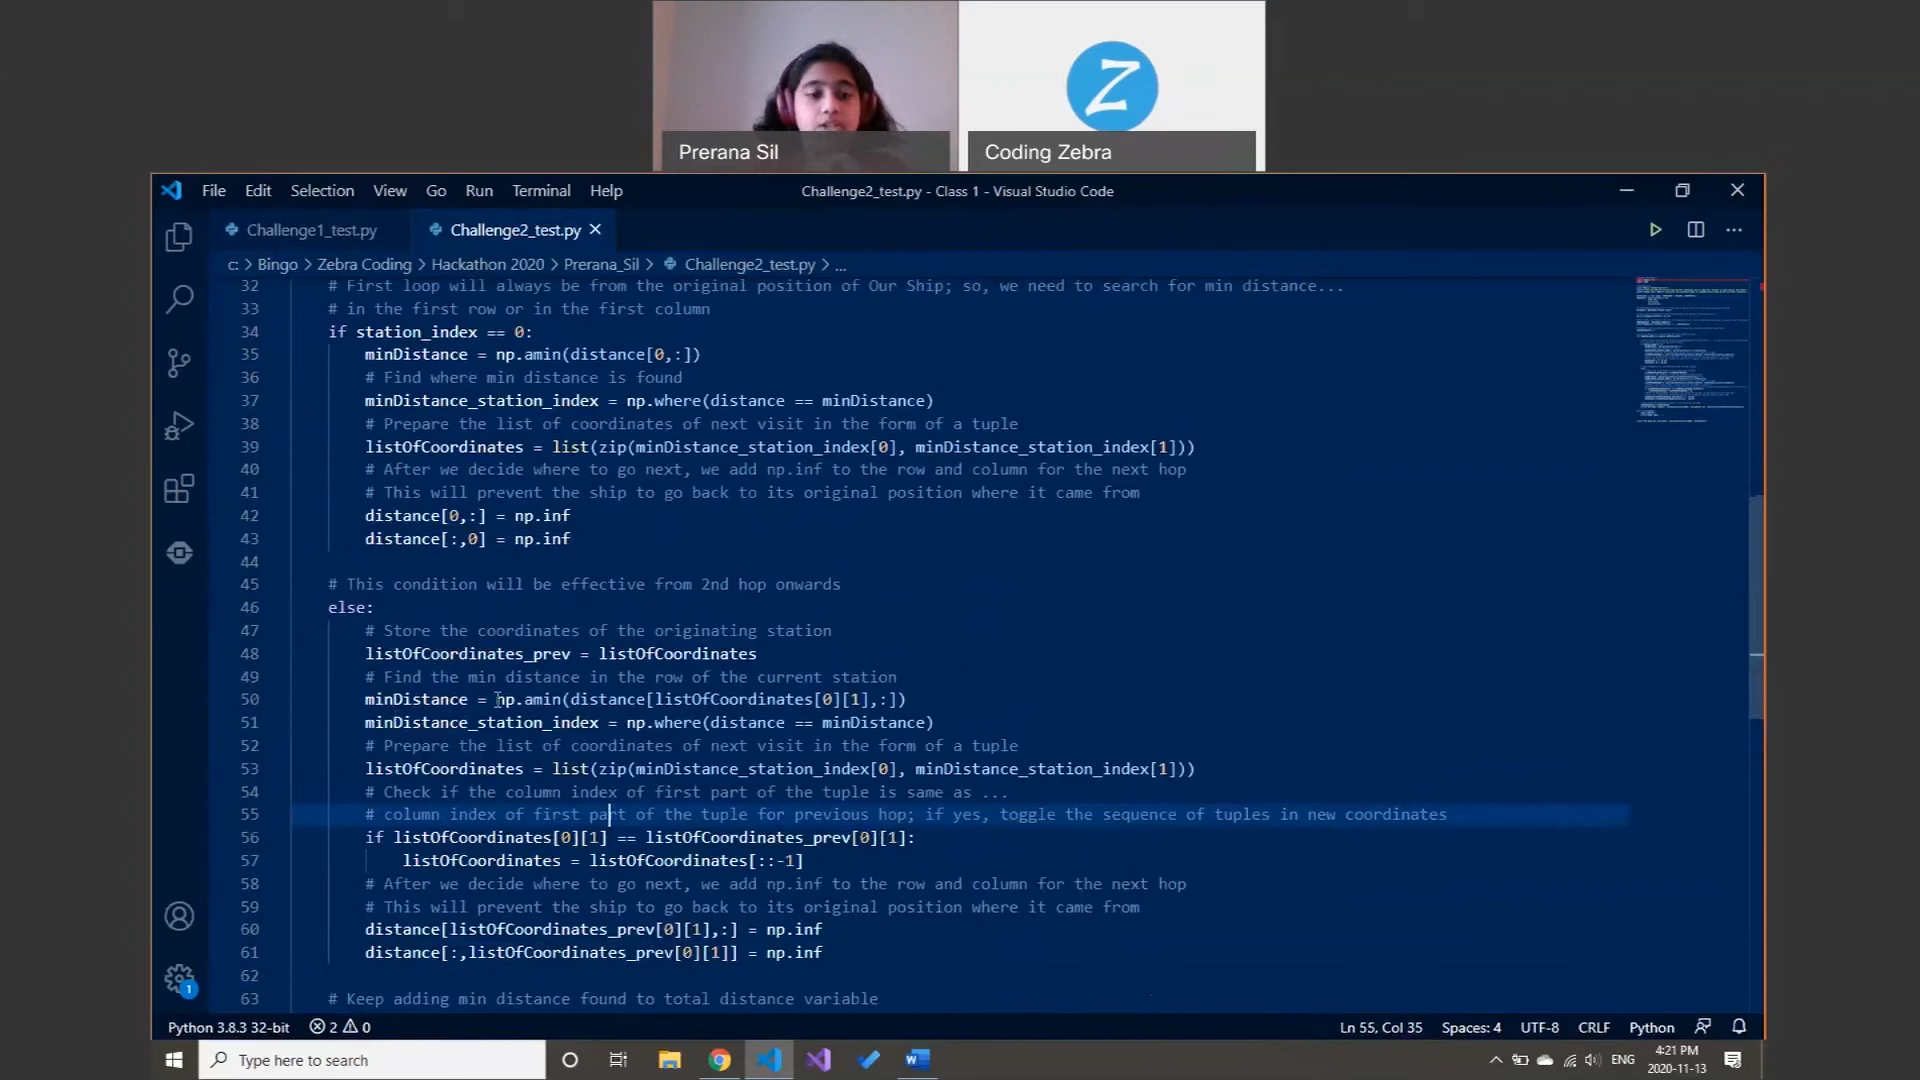 Prerana Sil
Z
Coding Zebra
File Edit Selection View Go Run Terminal Help
Challenge2_test.py - Class 1 - Visual Studio Code
Challenge1_test.py
Challenge2_test.py
c: > Bingo > Zebra Coding > Hackathon 2020 > Prerana_Sil > Challenge2_test.py > ...
32 # First loop will always be from the original position of Our Ship; so, we need to search for min distance...
33 # in the first row or in the first column
34 if station_index == 0:
35 minDistance = np.amin(distance[0,:])
36 # Find where min distance is found
37 minDistance_station_index = np.where(distance == minDistance)
38 # Prepare the list of coordinates of next visit in the form of a tuple
39 listOfCoordinates = list(zip(minDistance_station_index[0], minDistance_station_index[1]))
40 # After we decide where to go next, we add np.inf to the row and column for the next hop
41 # This will prevent the ship to go back to its original position where it came from
42 distance[0,:] = np.inf
43 distance[:,0] = np.inf
44
45 # This condition will be effective from 2nd hop onwards
46 else:
47 # Store the coordinates of the originating station
48 listOfCoordinates_prev = listOfCoordinates
49 # Find the min distance in the row of the current station
50 minDistance = np.amin(distance[listOfCoordinates[0][1],:])
51 minDistance_station_index = np.where(distance == minDistance)
52 # Prepare the list of coordinates of next visit in the form of a tuple
53 listOfCoordinates = list(zip(minDistance_station_index[0], minDistance_station_index[1]))
54 # Check if the column index of first part of the tuple is same as ...
55 # column index of first part of the tuple for previous hop; if yes, toggle the sequence of tuples in new coordinates
56 if listOfCoordinates[0][1] == listOfCoordinates_prev[0][1]:
57 listOfCoordinates = listOfCoordinates[::-1]
58 # After we decide where to go next, we add np.inf to the row and column for the next hop
59 # This will prevent the ship to go back to its original position where it came from
60 distance[listOfCoordinates_prev[0][1],:] = np.inf
61 distance[:,listOfCoordinates_prev[0][1]] = np.inf
62
63 # Keep adding min distance found to total distance variable
1
Python 3.8.3 32-bit 2 0
Ln 55, Col 35 Spaces: 4 UTF-8 CRLF Python
Type here to search
ENG
4:21 PM
2020-11-13